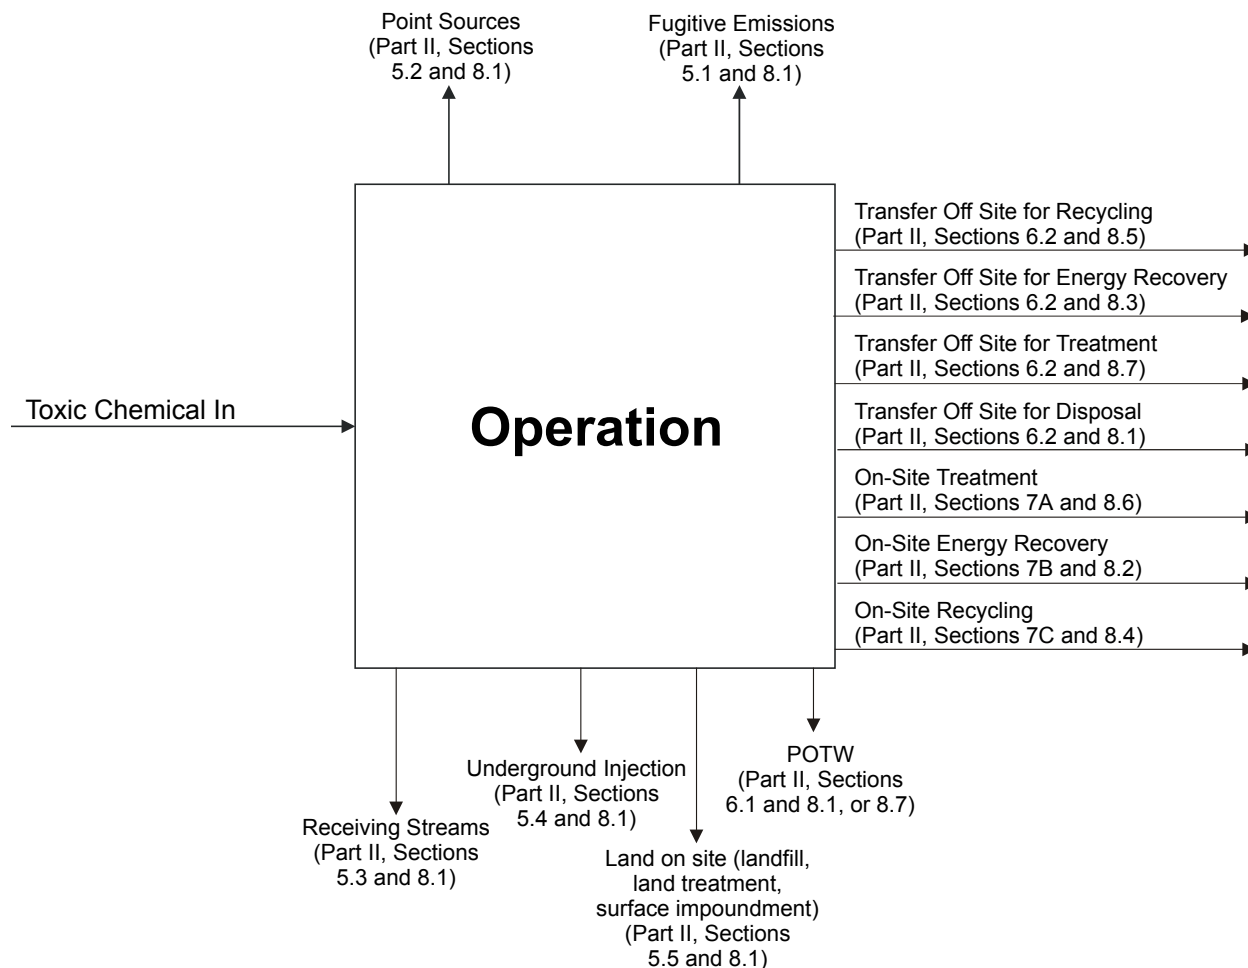 Point Sources
(Part II, Sections
5.2 and 8.1)
Fugitive Emissions
(Part II, Sections
5.1 and 8.1)
Transfer Off Site for Recycling
(Part II, Sections 6.2 and 8.5)
Transfer Off Site for Energy Recovery
(Part II, Sections 6.2 and 8.3)
Transfer Off Site for Treatment
(Part II, Sections 6.2 and 8.7)
Toxic Chemical In
Operation
Transfer Off Site for Disposal
(Part II, Sections 6.2 and 8.1)
On-Site Treatment
(Part II, Sections 7A and 8.6)
On-Site Energy Recovery
(Part II, Sections 7B and 8.2)
On-Site Recycling
(Part II, Sections 7C and 8.4)
Receiving Streams
(Part II, Sections
5.3 and 8.1)
Underground Injection
(Part II, Sections
5.4 and 8.1)
Land on site (landfill,
land treatment,
surface impoundment)
(Part II, Sections
5.5 and 8.1)
POTW
(Part II, Sections
6.1 and 8.1, or 8.7)